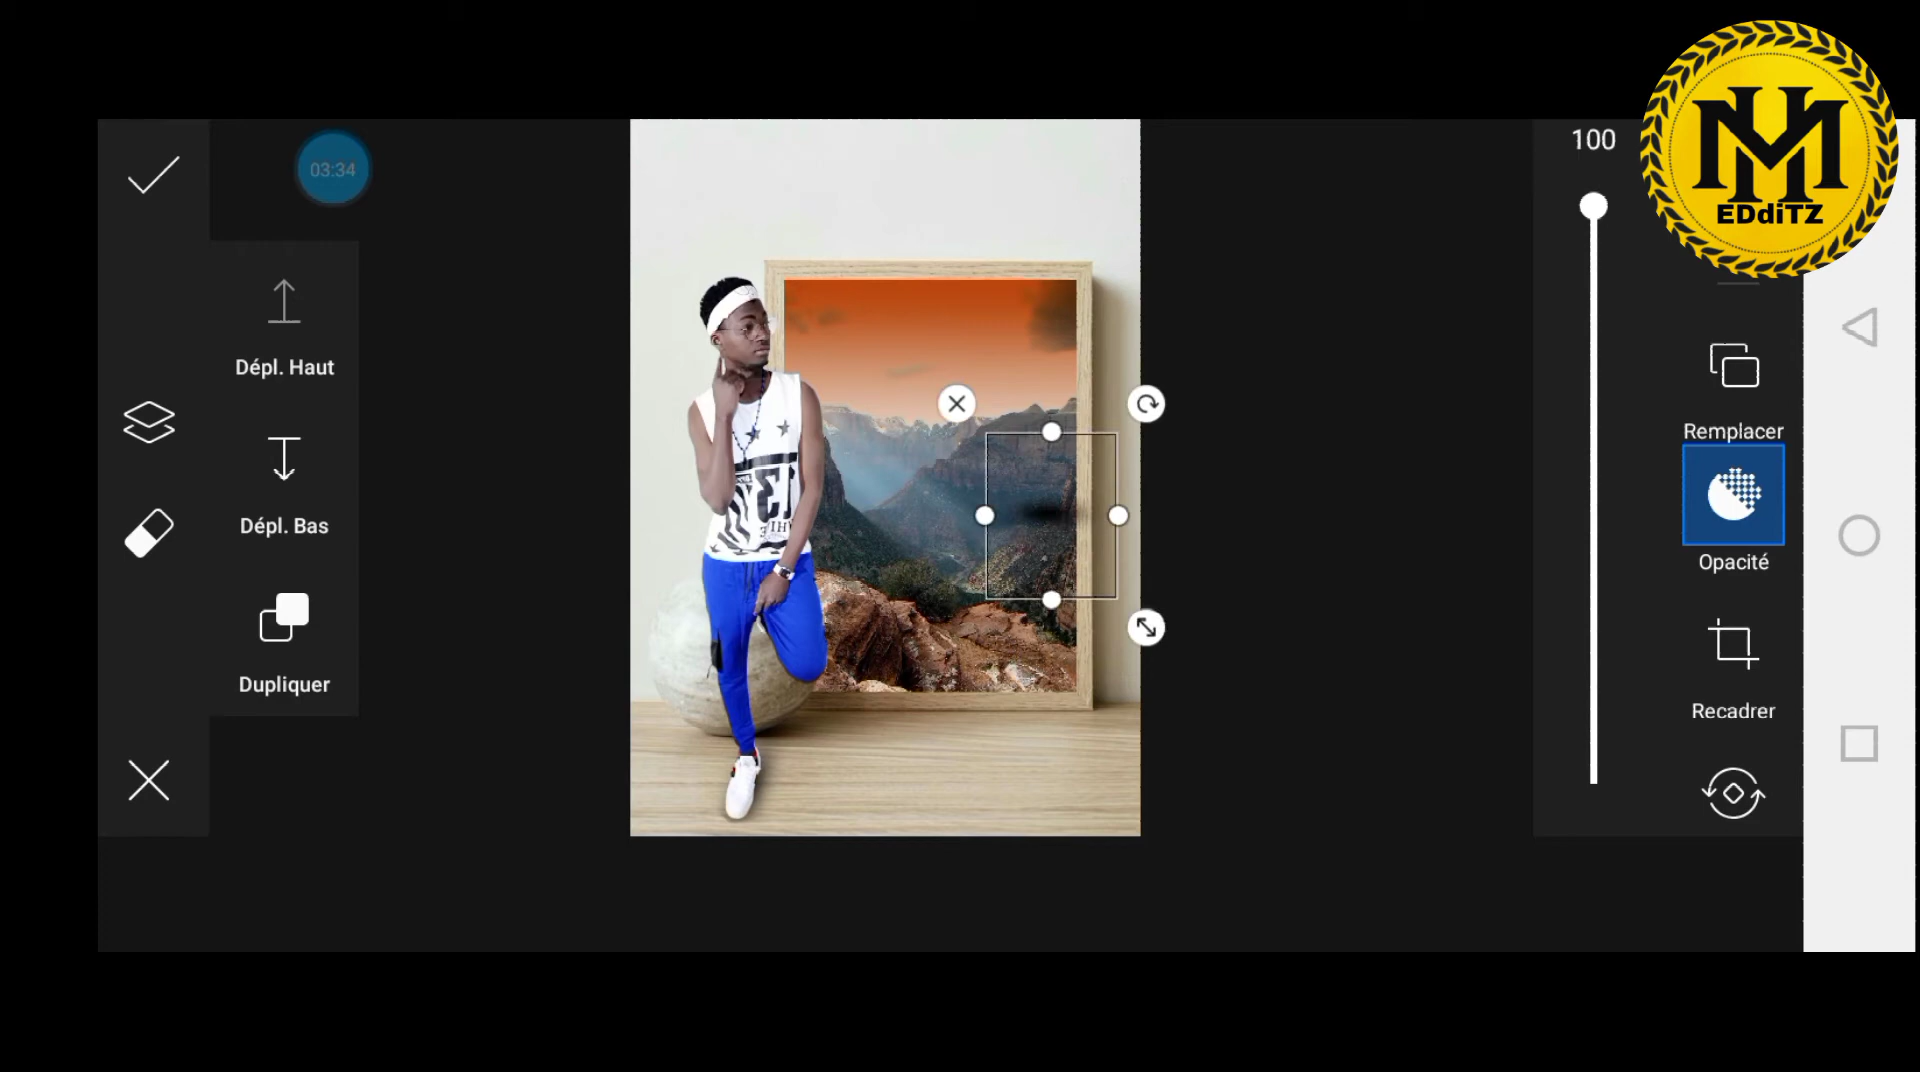 03:34
100
EDdiTZ
Dépl. Haut
Dépl. Bas
Dupliquer
Remplacer
Opacité
Recadrer